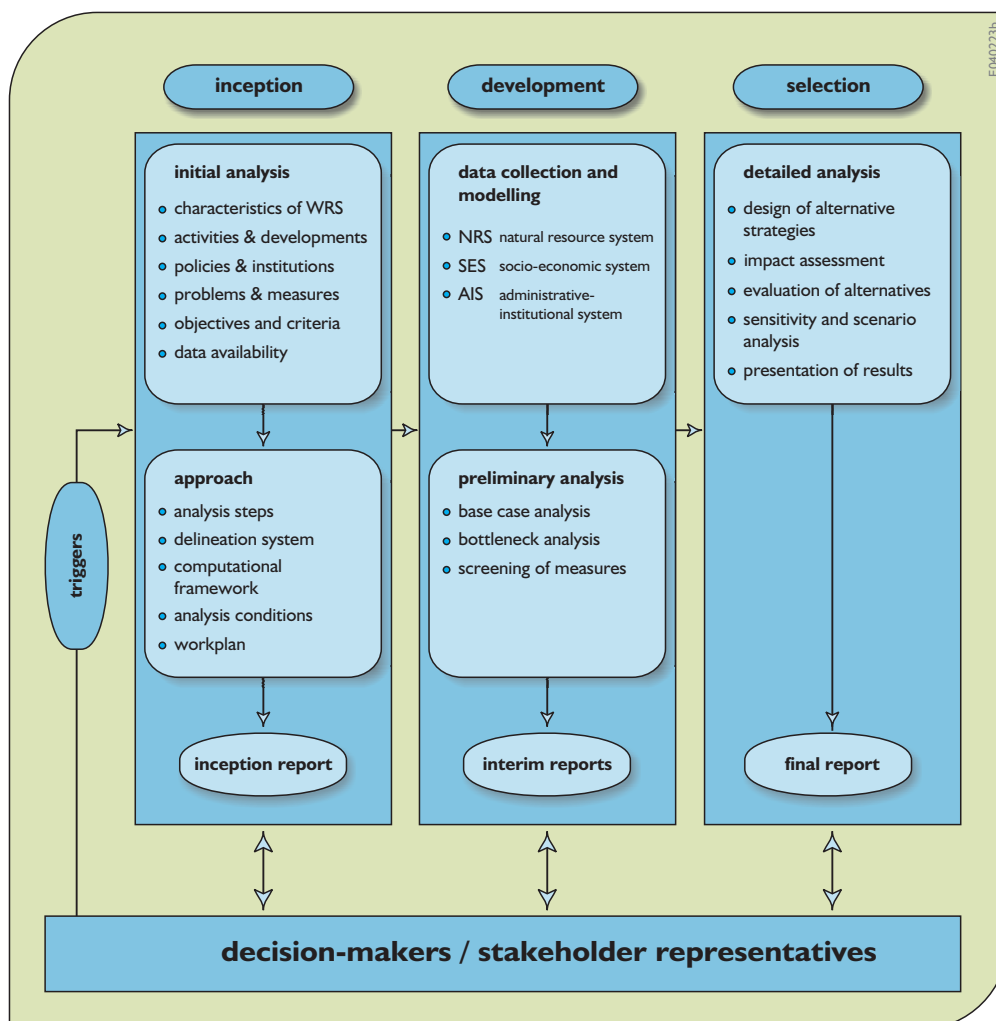 E040223b
inception
development
selection
initial analysis
characteristics of WRS
activities & developments
policies & institutions
problems & measures
objectives and criteria
data availability
data collection and
modelling
NRS natural resource system
SES socio-economic system
AIS administrative-
institutional system
detailed analysis
design of alternative
strategies
impact assessment
evaluation of alternatives
sensitivity and scenario
analysis
presentation of results
triggers
approach
analysis steps
delineation system
computational
framework
analysis conditions
workplan
preliminary analysis
base case analysis
bottleneck analysis
screening of measures
inception report
interim reports
final report
decision-makers / stakeholder representatives